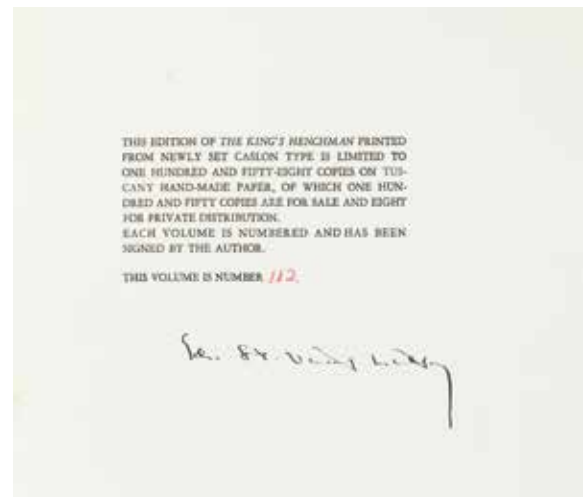 THIS EDITION OF THE KING'S HENCHMAN PRINTED
FROM NEWLY SET CASLON TYPE IS LIMITED TO
ONE HUNDRED AND FIFTY-EIGHT COPIES ON TUS-
CANY HAND-MADE PAPER, OF WHICH ONE HUN-
DRED AND FIFTY COPIES ARE FOR SALE AND EIGHT
FOR PRIVATE DISTRIBUTION.
EACH VOLUME IS NUMBERED AND HAS BEEN
SIGNED BY THE AUTHOR.
THIS VOLUME IS NUMBER 112.